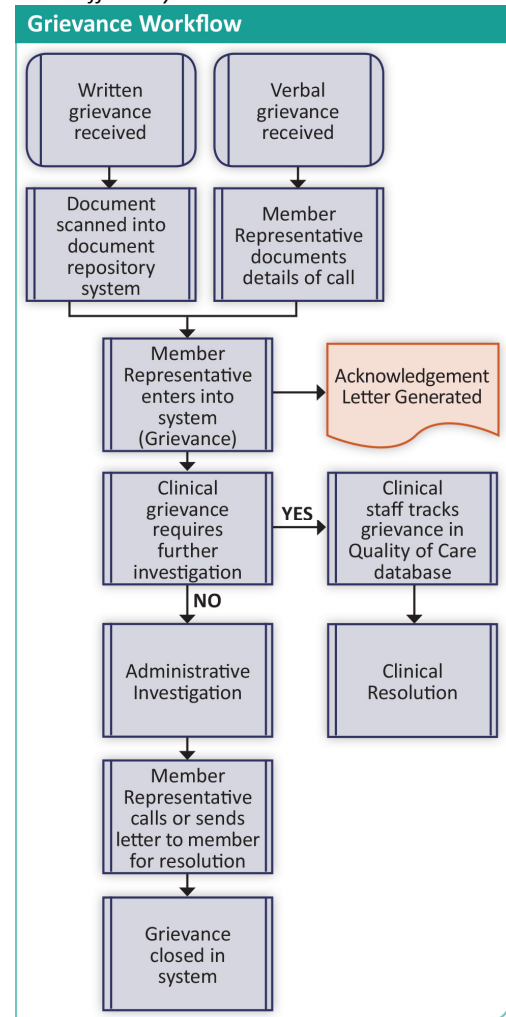 Grievance Workflow
Written
grievance
received
Verbal
grievance
received
Document
scanned into
document
repository
system
Member
Representative
documents
details of call
Member
Representative
enters into
system
(Grievance)
Acknowledgement
Letter Generated
Clinical
grievance
requires
further
investigation
YES
Clinical
staff tracks
grievance in
Quality of Care
database
NO
Administrative
Investigation
Clinical
Resolution
Member
Representative
calls or sends
letter to member
for resolution
Grievance
closed in
system